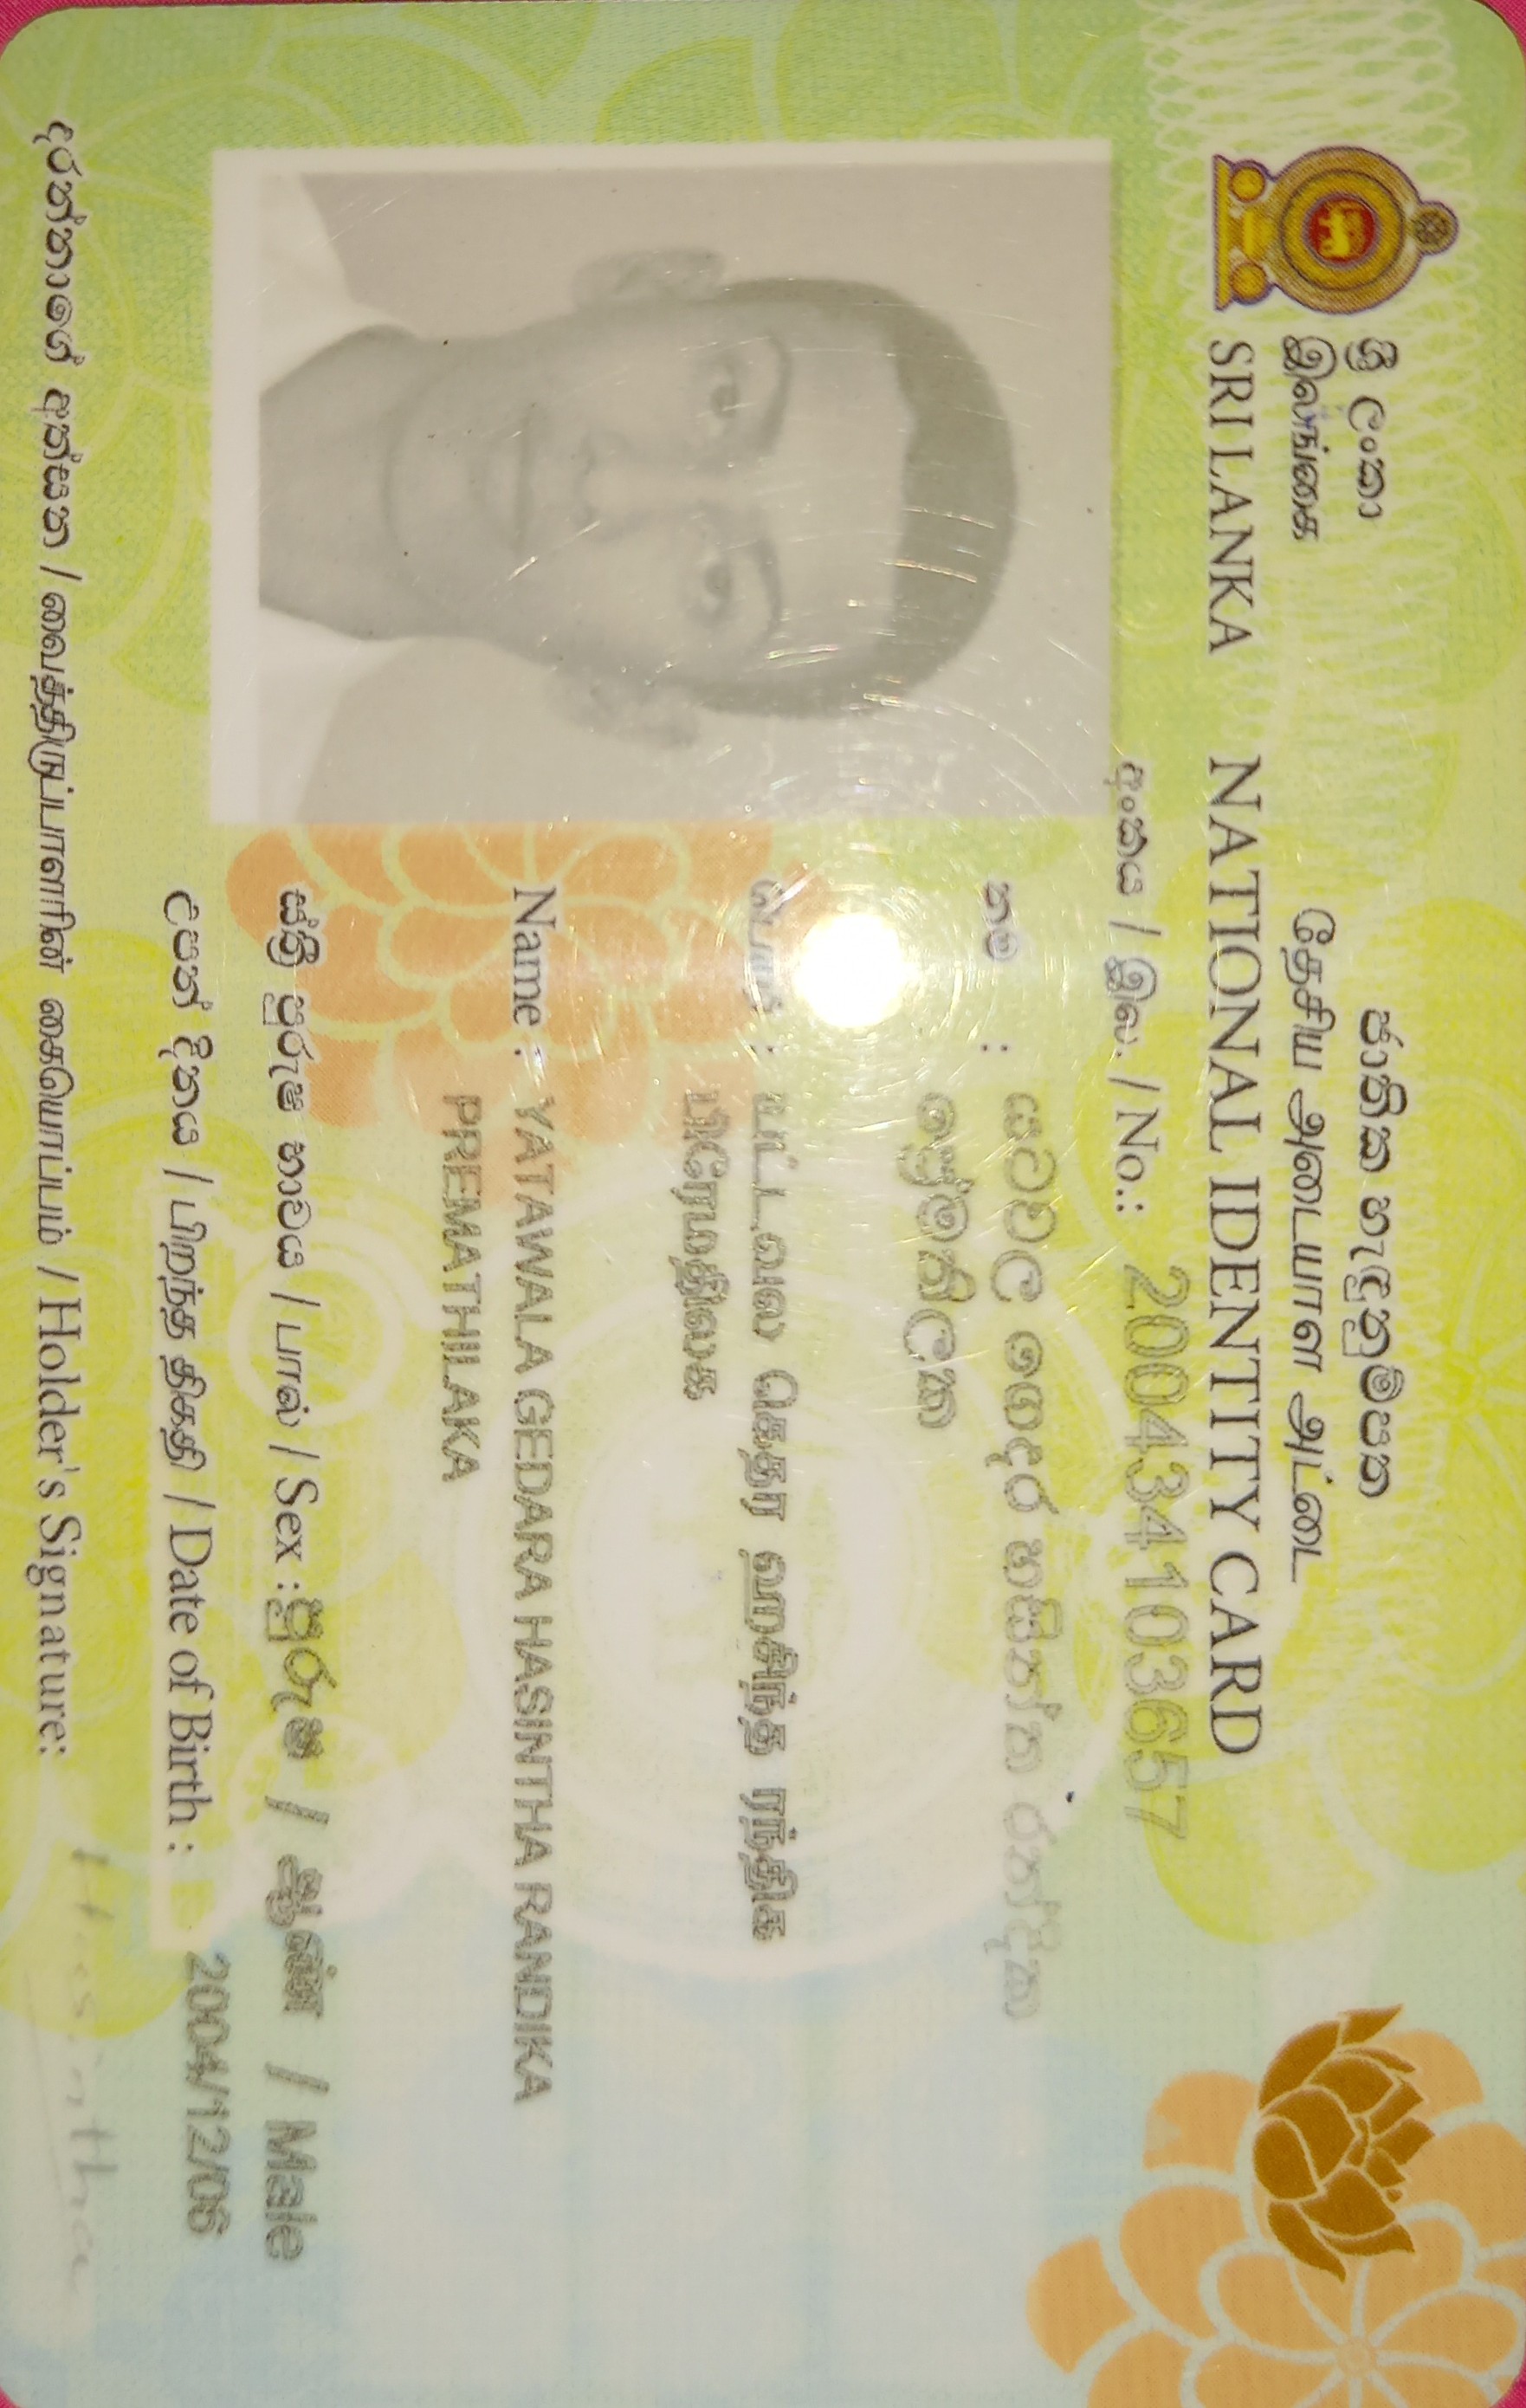 ශ්‍රී ලංකා ජාතික හැඳුනුම්පත
இலங்கை தேசிய அடையாள அட்டை
SRI LANKA NATIONAL IDENTITY CARD
අංකය / இல. / No.: 200434103657
නම : යටවල ගෙදර හසින්ත රන්දික
ප්‍රේමතිලක
பெயர் : யட்டவல கெதர ஹசிந்த ரந்திக
பிரேமதிலக
Name : YATAWALA GEDARA HASINTHA RANDIKA
PREMATHILAKA
ස්ත්‍රී පුරුෂ භාවය / பால் / Sex : පුරුෂ / ஆண் / Male
උපන් දිනය / பிறந்த திகதி / Date of Birth : 2004/12/06
දරන්නාගේ අත්සන / வைத்திருப்பாளரின் கையொப்பம் / Holder's Signature: Hasintha